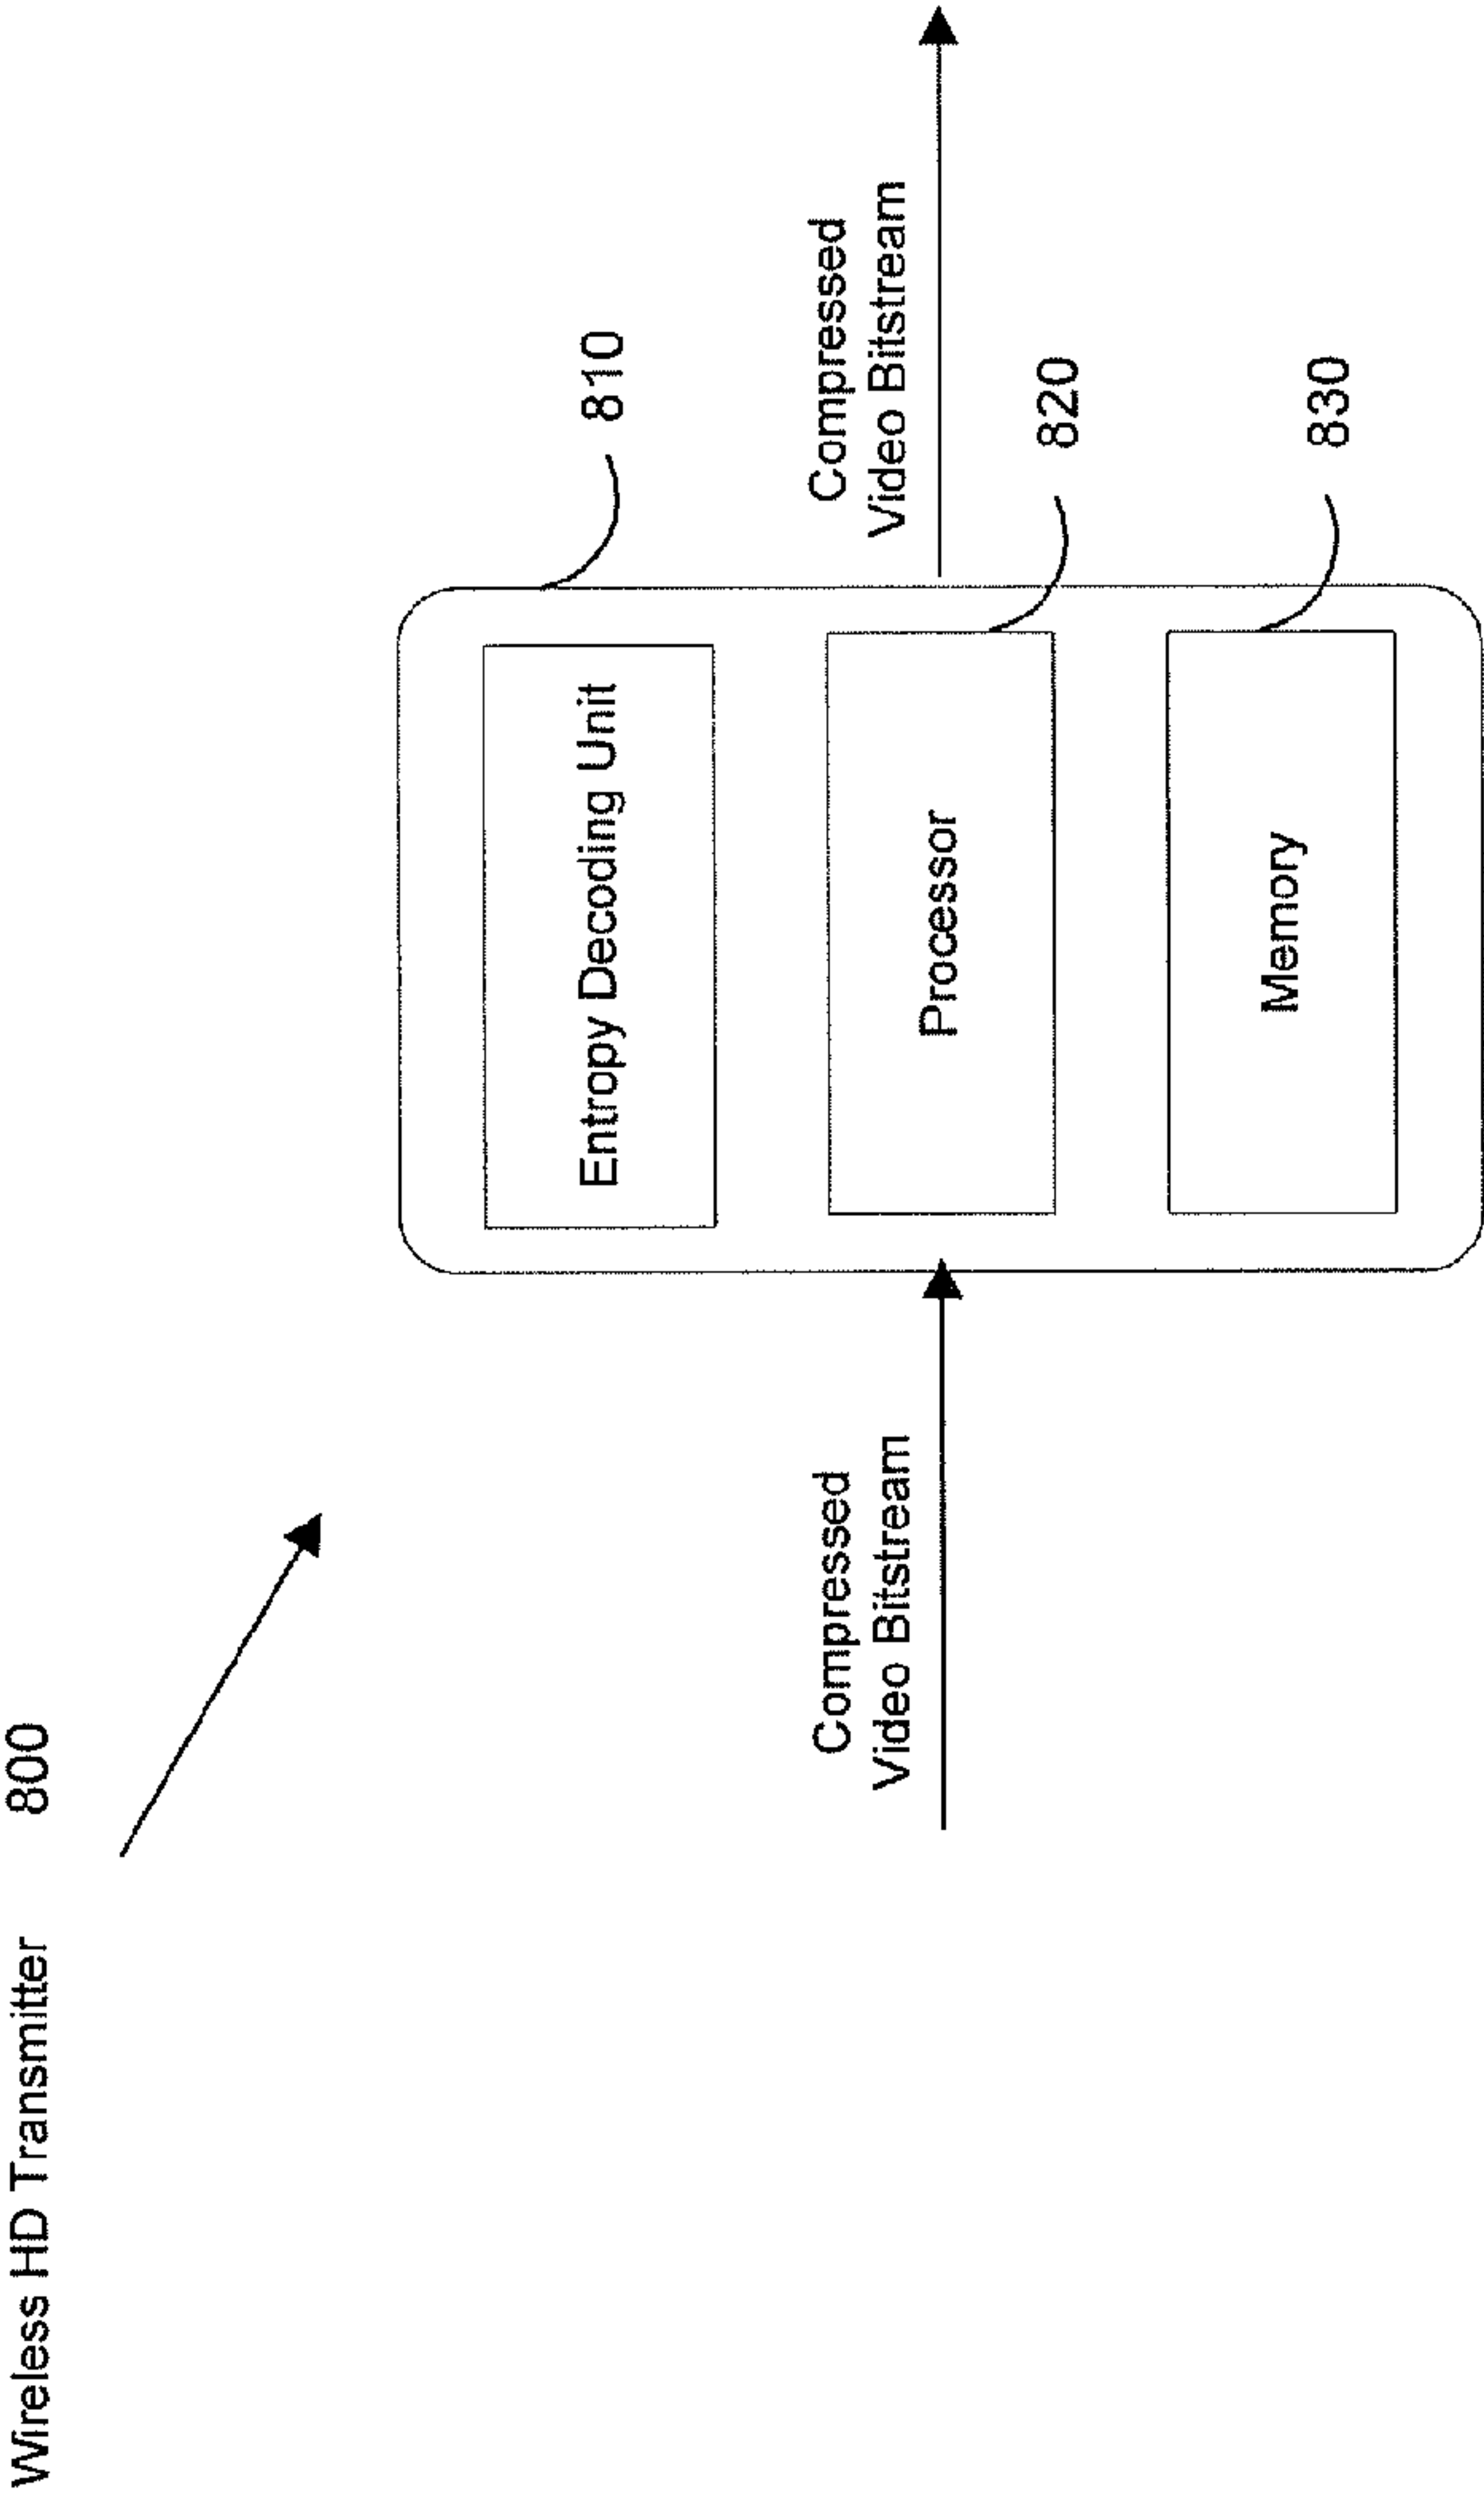 Wireless HD Transmitter 800
810
Entropy Decoding Unit
Compressed
Video Bitstream
Compressed
Video Bitstream
Processor
820
Memory
830